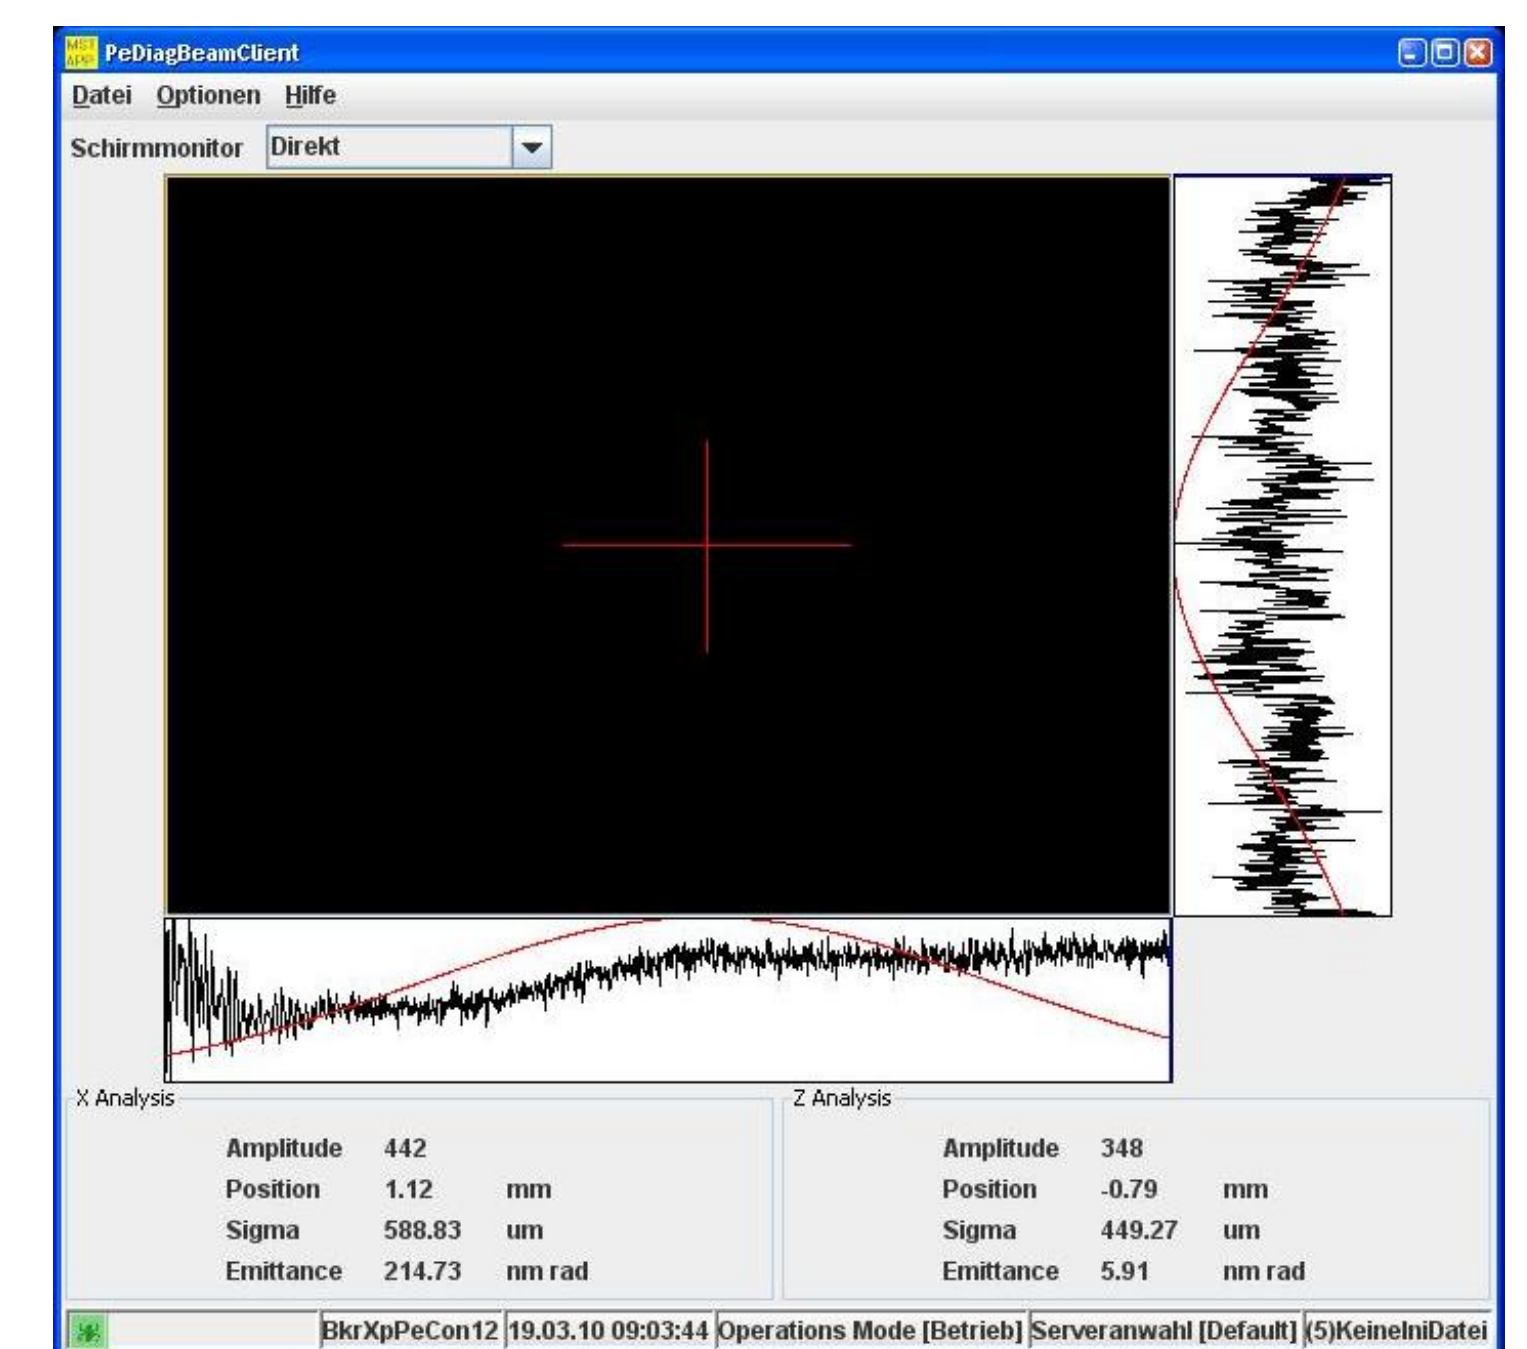 MST APP PeDiagBeamClient
Datei Optionen Hilfe
Schirmmonitor Direkt
X Analysis
Amplitude 442
Position 1.12 mm
Sigma 588.83 um
Emittance 214.73 nm rad
Z Analysis
Amplitude 348
Position -0.79 mm
Sigma 449.27 um
Emittance 5.91 nm rad
BkrXpPeCon12 19.03.10 09:03:44 Operations Mode [Betrieb] Serveranwahl [Default] (5)KeineIniDatei